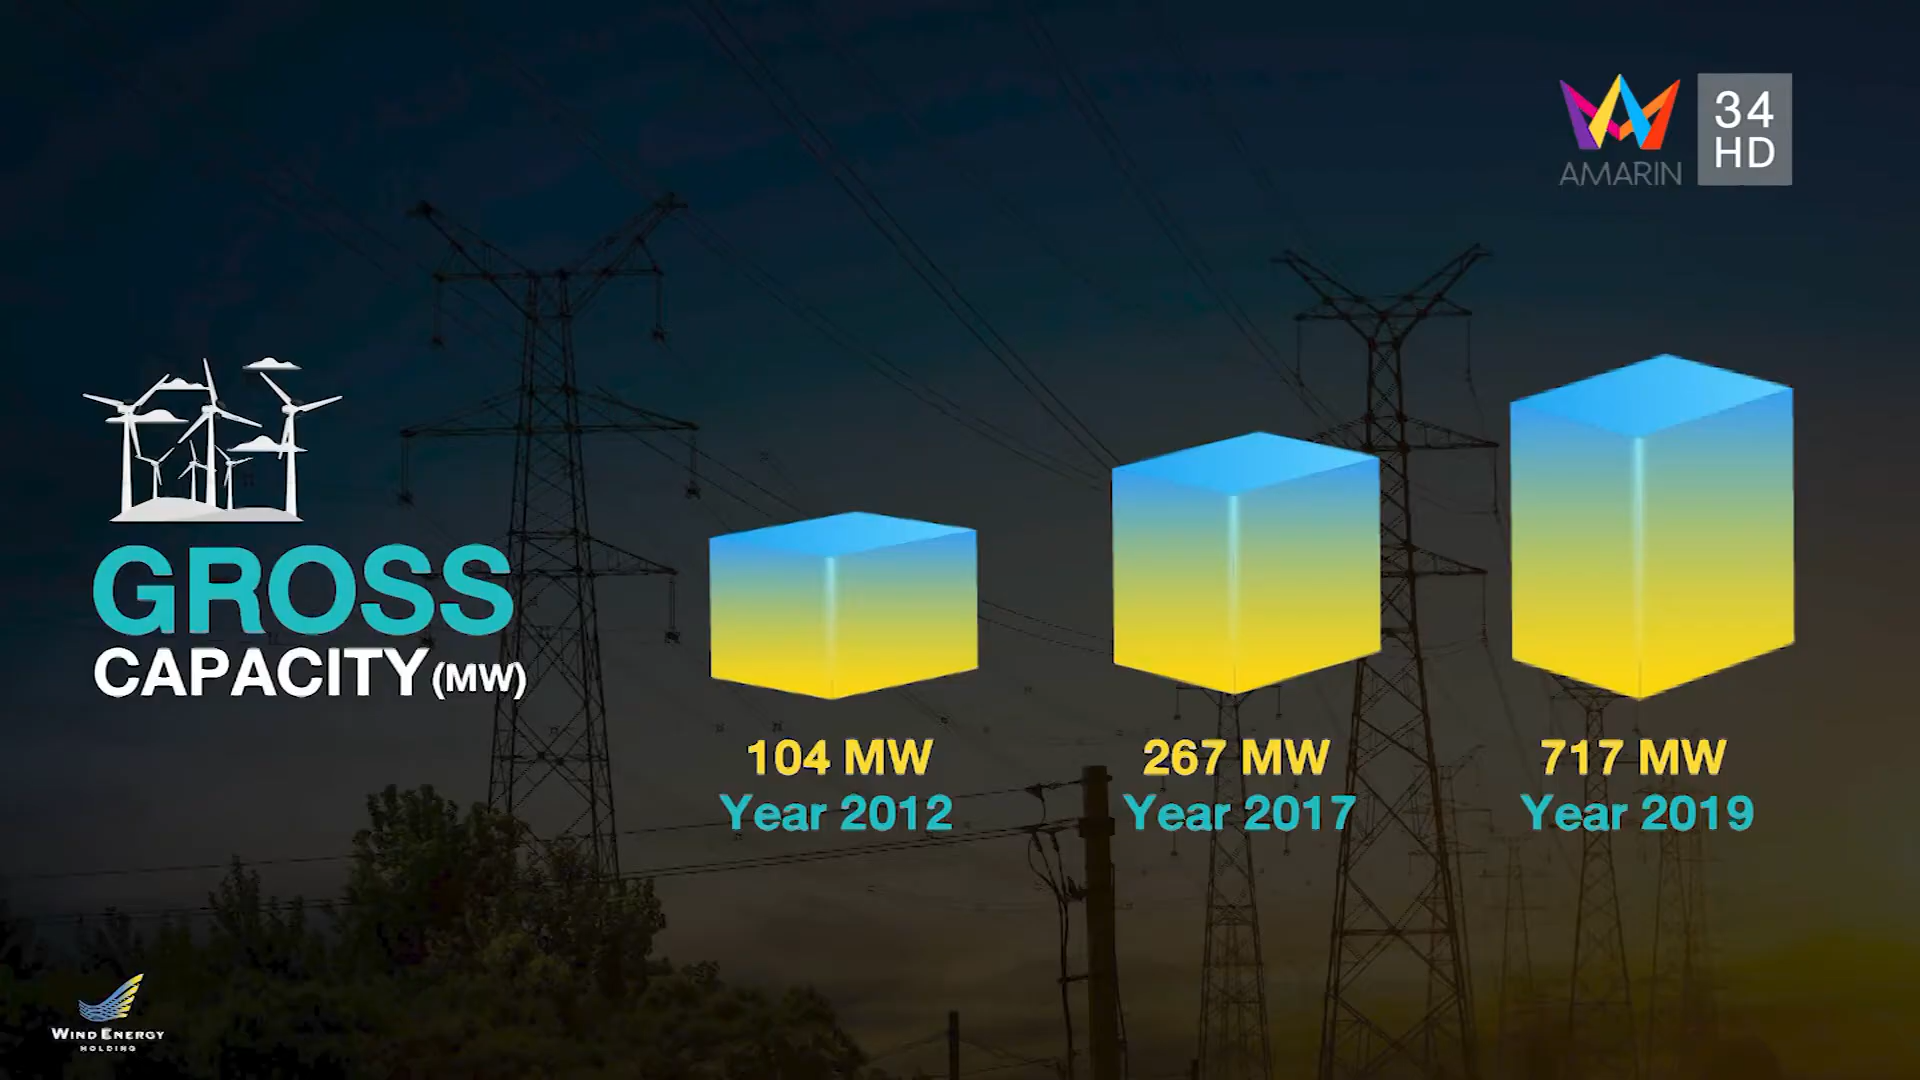 AMARIN
34
HD
GROSS
CAPACITY (MW)
104 MW
Year 2012
267 MW
Year 2017
717 MW
Year 2019
WIND ENERGY
HOLDING